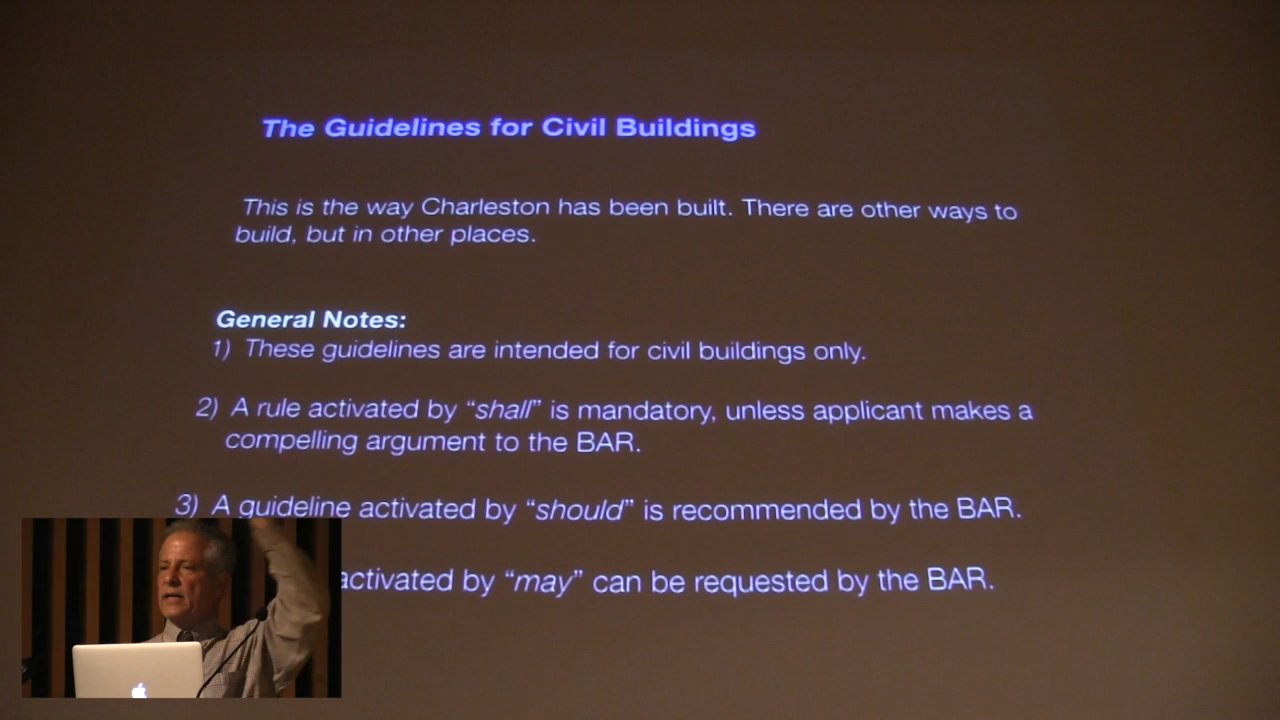 The Guidelines for Civil Buildings
This is the way Charleston has been built. There are other ways to
build, but in other places.
General Notes:
1) These guidelines are intended for civil buildings only.
2) A rule activated by “shall” is mandatory, unless applicant makes a
compelling argument to the BAR.
3) A guideline activated by “should” is recommended by the BAR.
activated by “may” can be requested by the BAR.